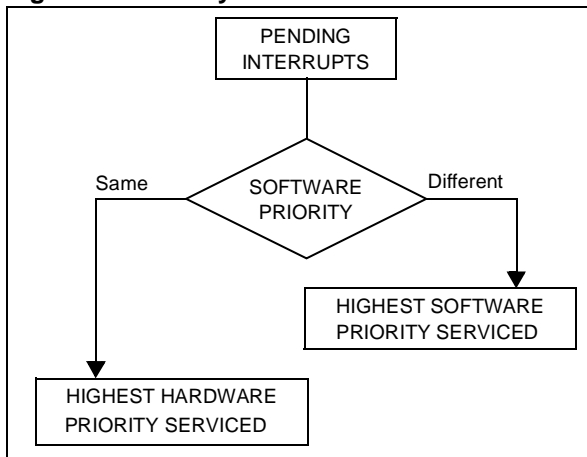 PENDING
INTERRUPTS
Same
SOFTWARE
PRIORITY
Different
HIGHEST SOFTWARE
PRIORITY SERVICED
HIGHEST HARDWARE
PRIORITY SERVICED